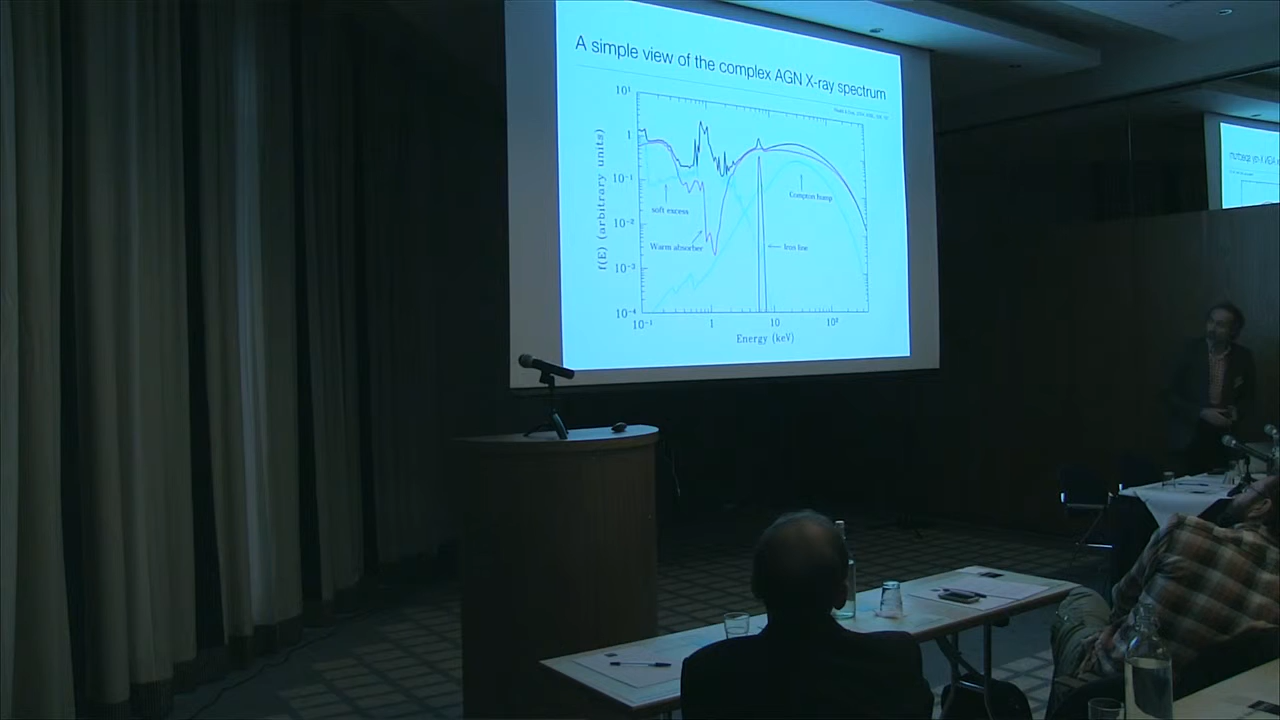 A simple view of the complex AGN X-ray spectrum
10¹
1
10⁻¹
10⁻²
10⁻³
10⁻⁴
f(E) (arbitrary units)
soft excess
Warm absorber
Compton hump
Iron line
10⁻¹
1
10
10²
Energy (keV)